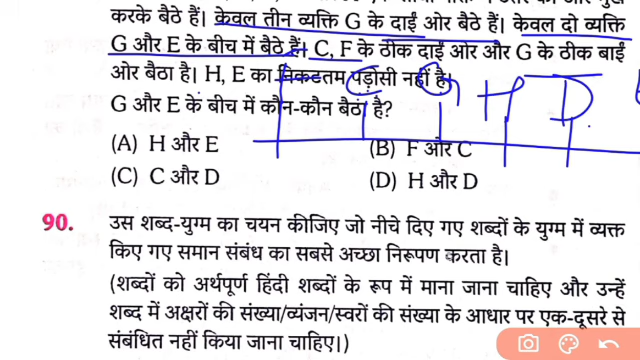 करके बैठे हैं। केवल तीन व्यक्ति G के दाईं ओर बैठे हैं। केवल दो व्यक्ति
G और E के बीच में बैठे हैं। C, F के ठीक दाईं ओर और G के ठीक बाईं
ओर बैठा है। H, E का निकटतम पड़ोसी नहीं है।
C G H D
G और E के बीच में कौन-कौन बैठा है?
(A) H और E (B) F और C
(C) C और D (D) H और D
90. उस शब्द-युग्म का चयन कीजिए जो नीचे दिए गए शब्दों के युग्म में व्यक्त
किए गए समान संबंध का सबसे अच्छा निरूपण करता है।
(शब्दों को अर्थपूर्ण हिंदी शब्दों के रूप में माना जाना चाहिए और उन्हें
शब्द में अक्षरों की संख्या/व्यंजन/स्वरों की संख्या के आधार पर एक-दूसरे से
संबंधित नहीं किया जाना चाहिए।)